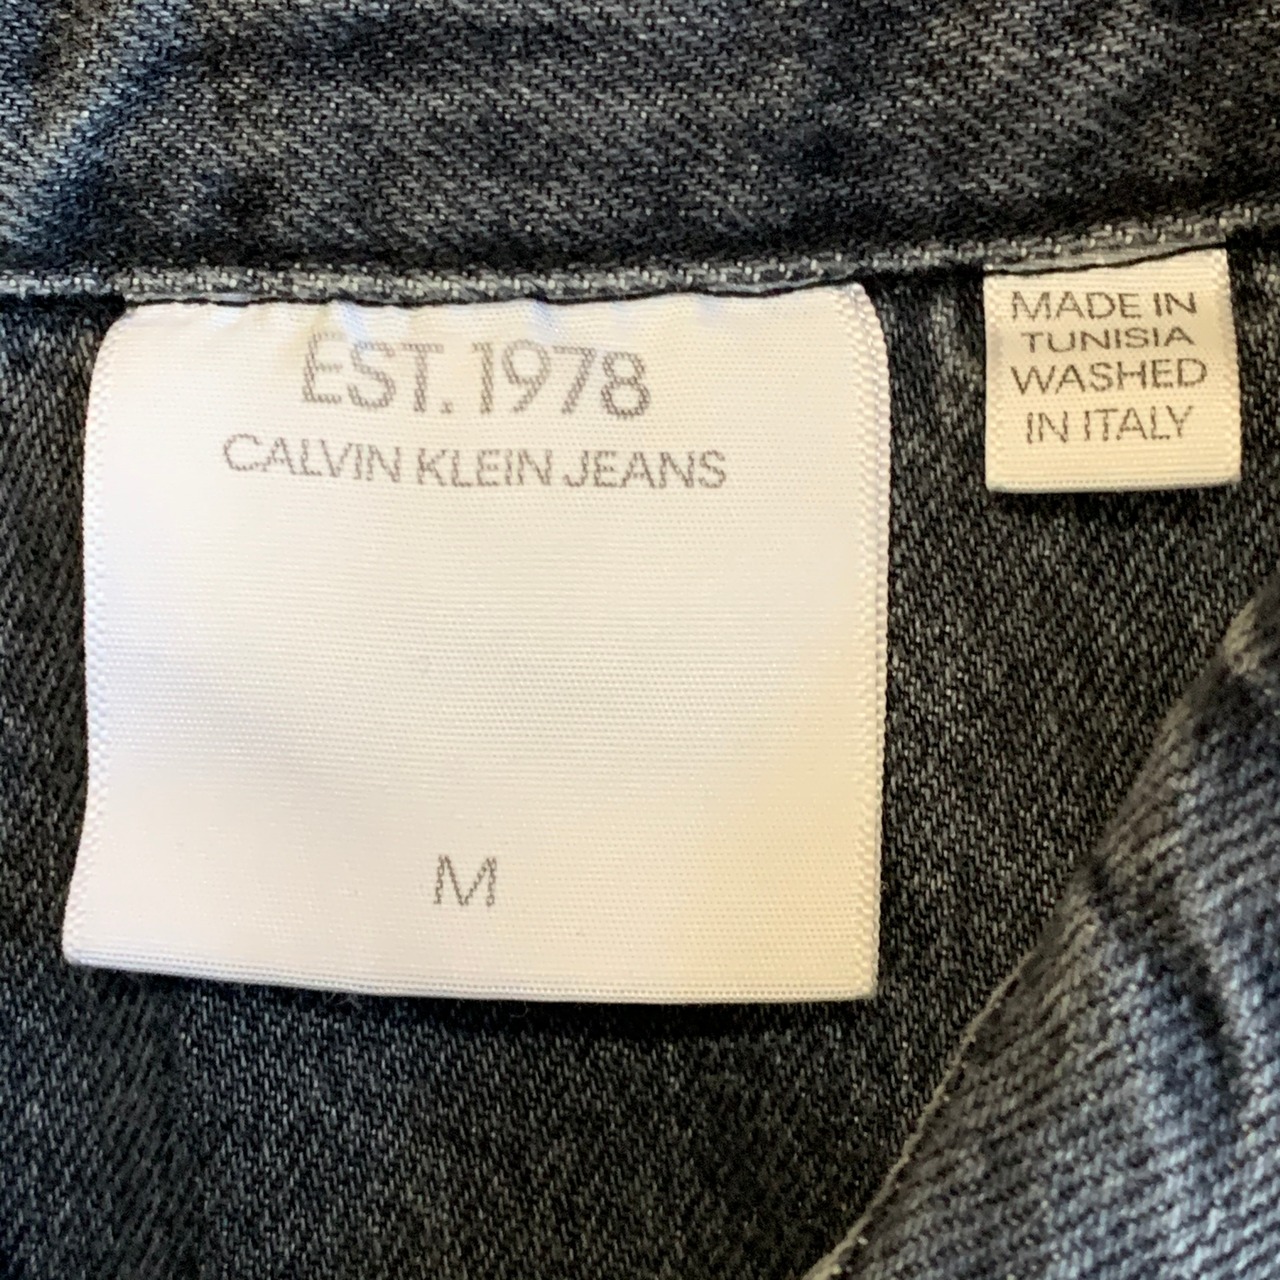 EST. 1978
CALVIN KLEIN JEANS
M
MADE IN
TUNISIA
WASHED
IN ITALY